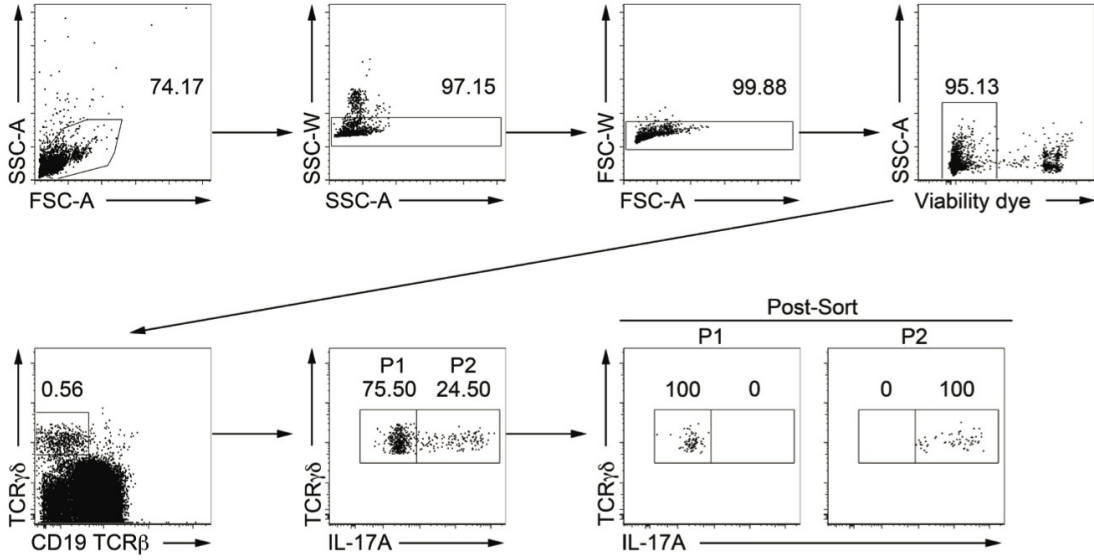 SSC-A
74.17
FSC-A
SSC-W
97.15
SSC-A
FSC-W
99.88
FSC-A
SSC-A
95.13
Viability dye
TCRγδ
0.56
CD19 TCRβ
TCRγδ
P1 P2
75.50 24.50
IL-17A
Post-Sort
P1 P2
TCRγδ
100 0 0 100
IL-17A